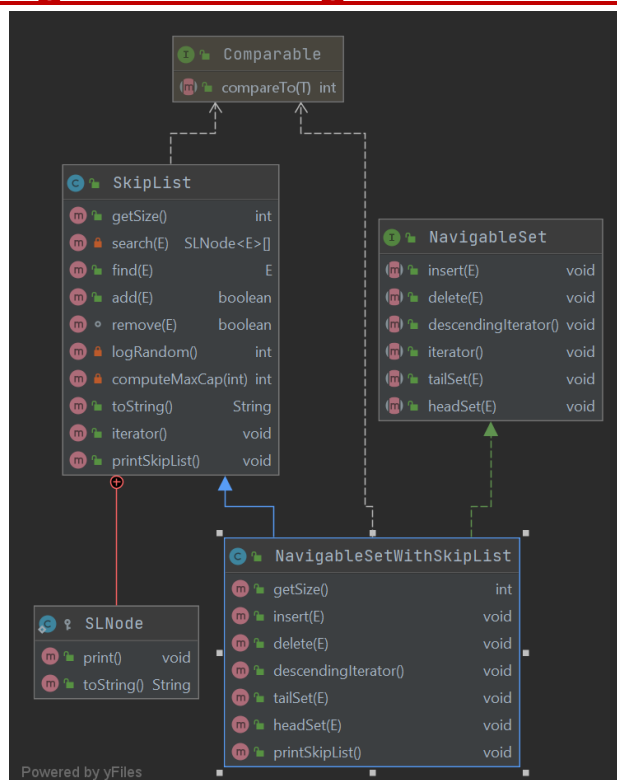 Comparable
compareTo(T) int
SkipList
getSize() int
search(E) SLNode<E>[]
find(E) E
add(E) boolean
remove(E) boolean
logRandom() int
computeMaxCap(int) int
toString() String
iterator() void
printSkipList() void
NavigableSet
insert(E) void
delete(E) void
descendingIterator() void
iterator() void
tailSet(E) void
headSet(E) void
NavigableSetWithSkipList
getSize() int
insert(E) void
delete(E) void
descendingIterator() void
tailSet(E) void
headSet(E) void
printSkipList() void
SLNode
print() void
toString() String
Powered by yFiles